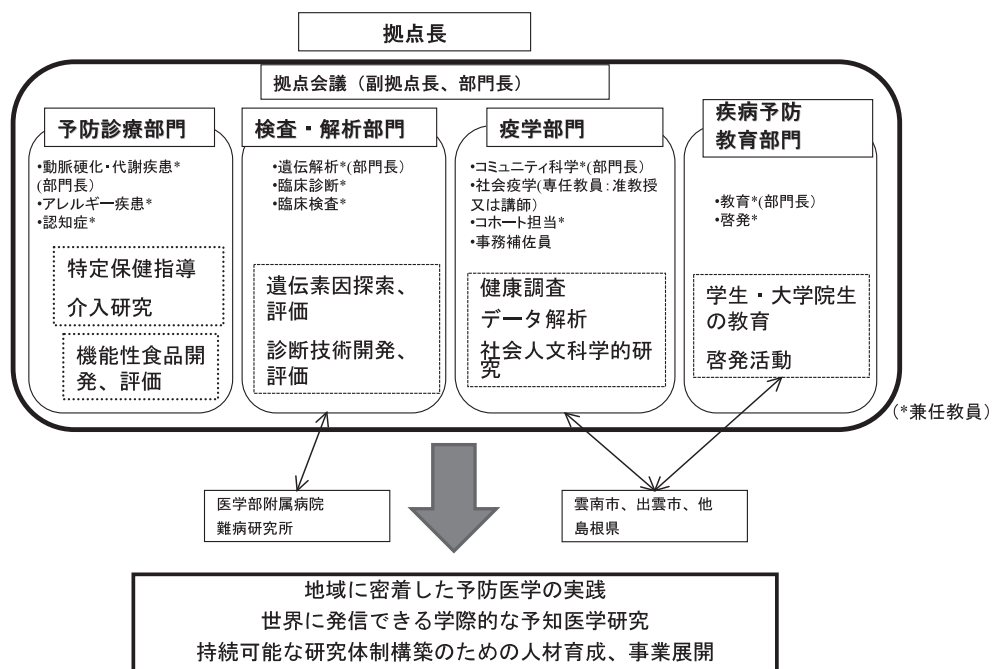 拠点長
拠点会議（副拠点長、部門長）
予防診療部門
•動脈硬化・代謝疾患*
(部門長)
•アレルギー疾患*
•認知症*
特定保健指導
介入研究
機能性食品開
発、評価
検査・解析部門
•遺伝解析*(部門長)
•臨床診断*
•臨床検査*
遺伝素因探索、
評価
診断技術開発、
評価
疫学部門
•コミュニティ科学*(部門長)
•社会疫学(専任教員：准教授
又は講師)
•コホート担当*
•事務補佐員
健康調査
データ解析
社会人文科学的研
究
疾病予防
教育部門
•教育*(部門長)
•啓発*
学生・大学院生
の教育
啓発活動
(*兼任教員)
医学部附属病院
難病研究所
雲南市、出雲市、他
島根県
地域に密着した予防医学の実践
世界に発信できる学際的な予知医学研究
持続可能な研究体制構築のための人材育成、事業展開